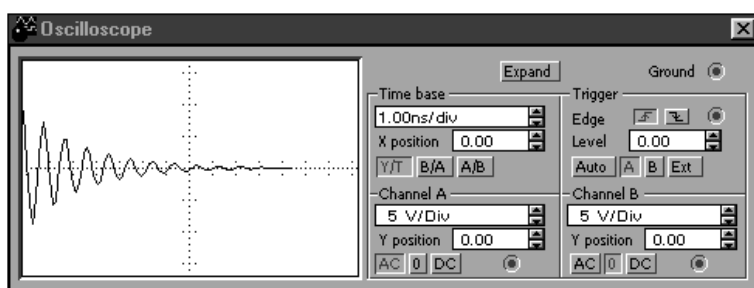 Oscilloscope
Expand Ground
Time base
1.00ns/div
X position 0.00
Y/T B/A A/B
Trigger
Edge
Level 0.00
Auto A B Ext
Channel A
5 V/Div
Y position 0.00
AC 0 DC
Channel B
5 V/Div
Y position 0.00
AC 0 DC